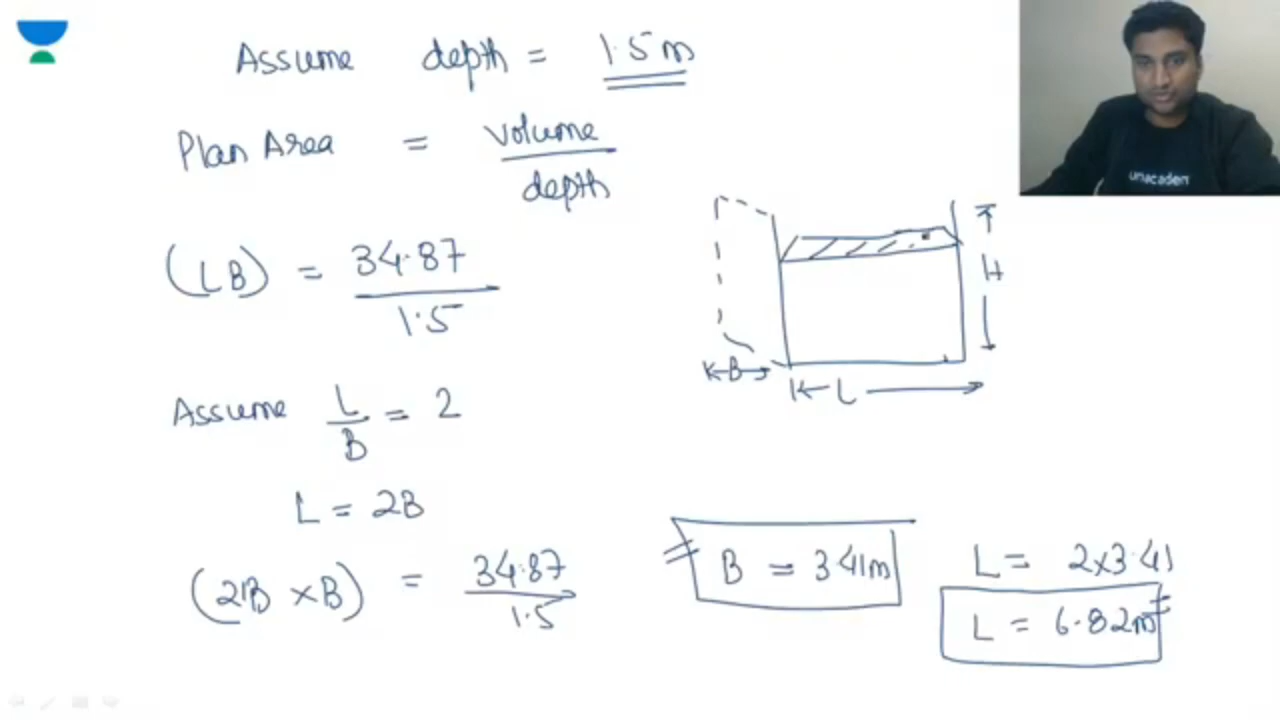 Assume depth = 1.5m
Plan Area = volume / depth
(LB) = 34.87 / 1.5
Assume L / B = 2
L = 2B
(2B × B) = 34.87 / 1.5
B = 3.41m
L = 2×3.41
L = 6.82m
H
B
L
unacadem